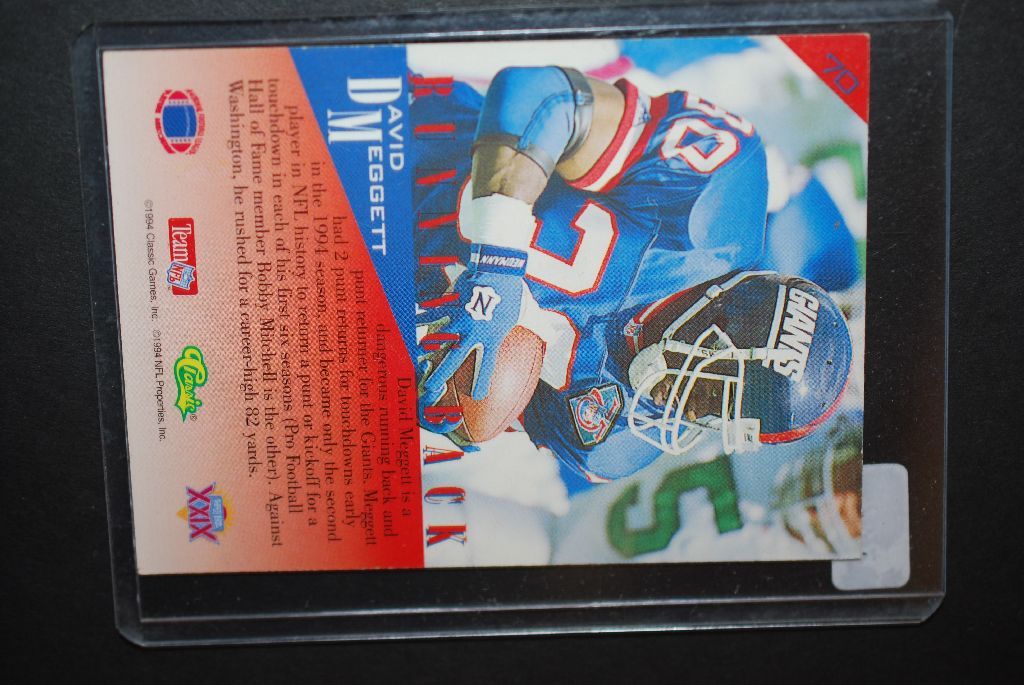 70
GIANTS
NEUMANN
N
RUNNING BACK
DAVID
MEGGETT
David Meggett is a
dangerous running back and
punt returner for the Giants. Meggett
had 2 punt returns for touchdowns early
in the 1994 season, and became only the second
player in NFL history to return a punt or kickoff for a
touchdown in each of his first six seasons (Pro Football
Hall of Fame member Bobby Mitchell is the other). Against
Washington, he rushed for a career-high 82 yards.
Team NFL
Classic®
XXIX
©1994 Classic Games, Inc. ©1994 NFL Properties, Inc.